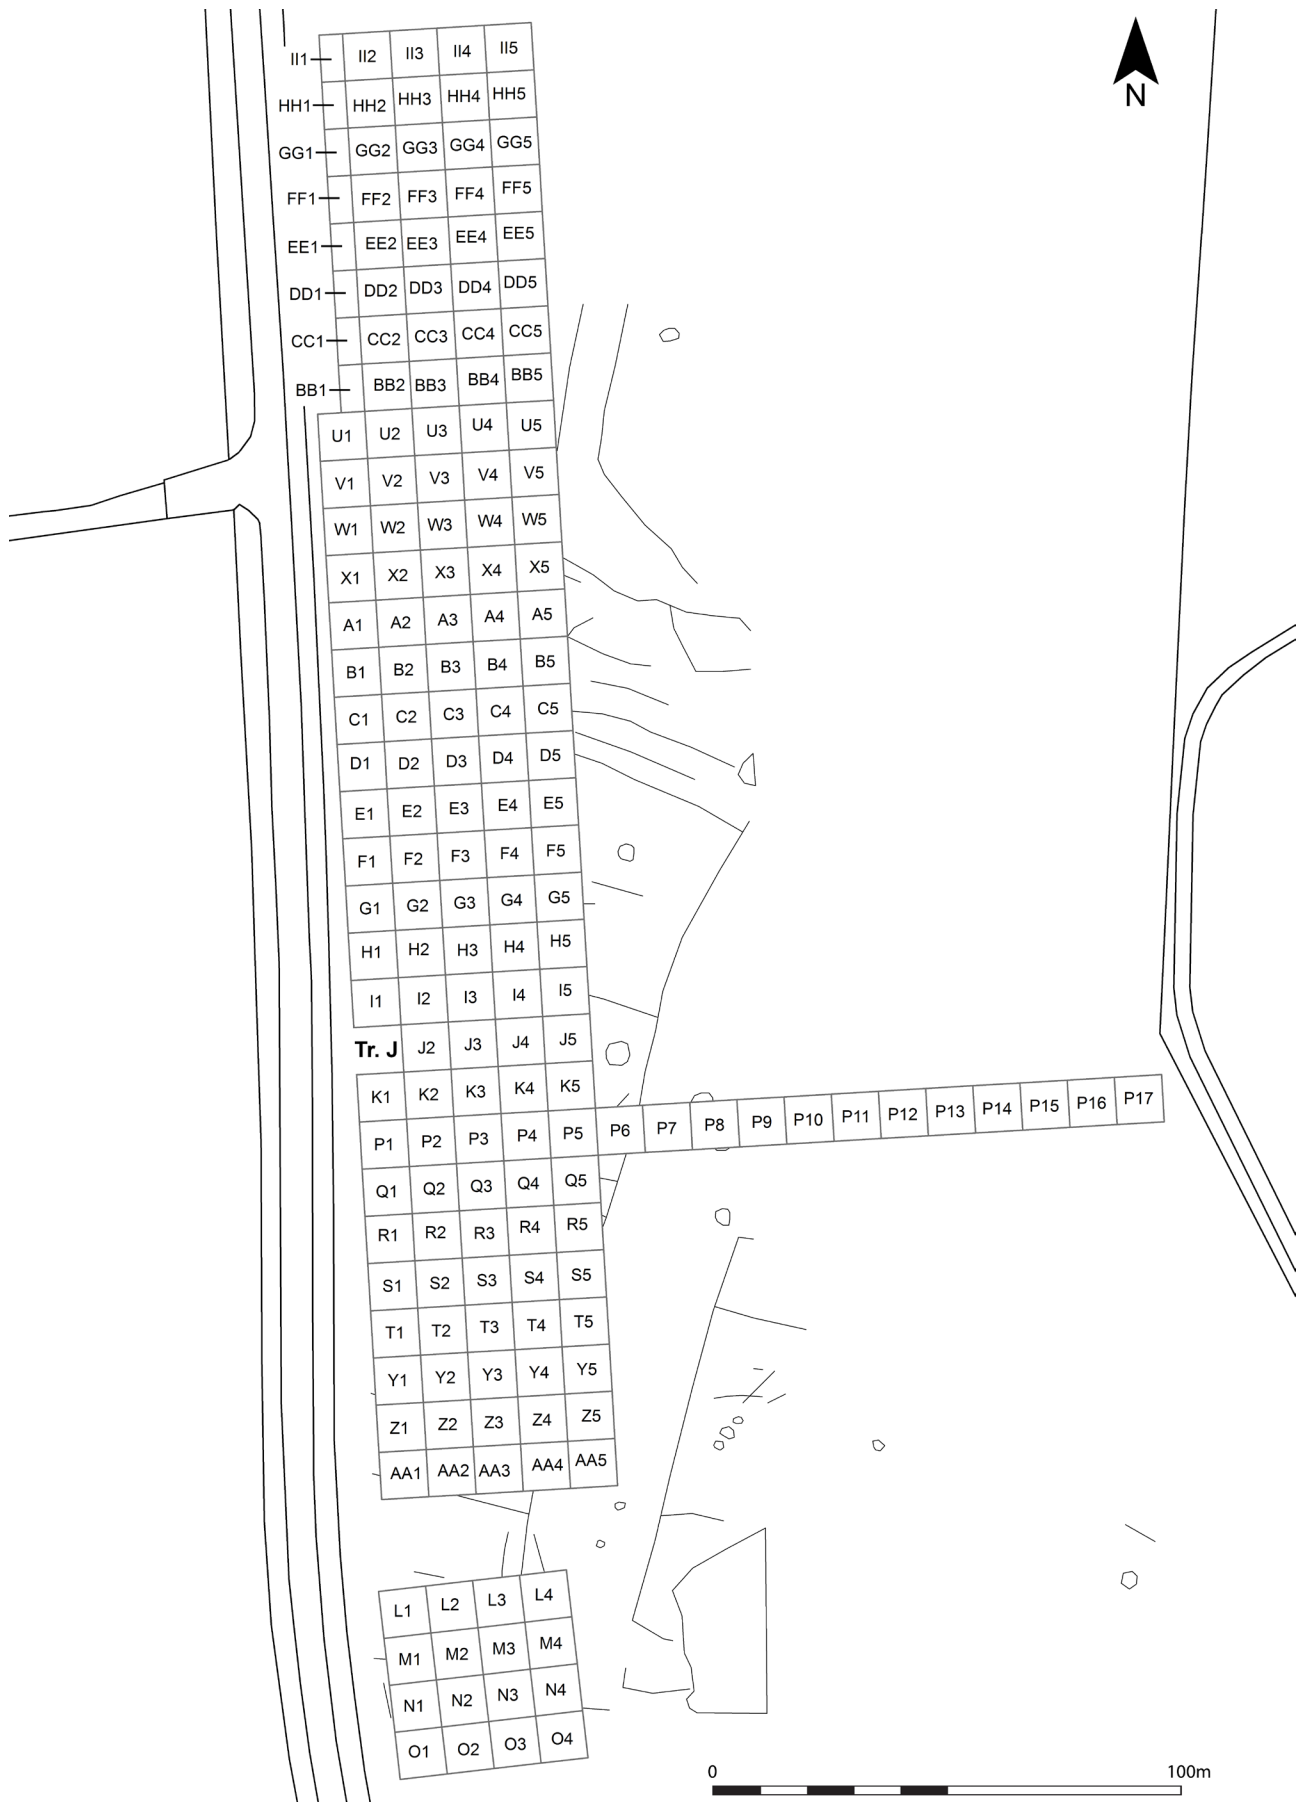 N
II1 II2 II3 II4 II5
HH1 HH2 HH3 HH4 HH5
GG1 GG2 GG3 GG4 GG5
FF1 FF2 FF3 FF4 FF5
EE1 EE2 EE3 EE4 EE5
DD1 DD2 DD3 DD4 DD5
CC1 CC2 CC3 CC4 CC5
BB1 BB2 BB3 BB4 BB5
U1 U2 U3 U4 U5
V1 V2 V3 V4 V5
W1 W2 W3 W4 W5
X1 X2 X3 X4 X5
A1 A2 A3 A4 A5
B1 B2 B3 B4 B5
C1 C2 C3 C4 C5
D1 D2 D3 D4 D5
E1 E2 E3 E4 E5
F1 F2 F3 F4 F5
G1 G2 G3 G4 G5
H1 H2 H3 H4 H5
I1 I2 I3 I4 I5
Tr. J J2 J3 J4 J5
K1 K2 K3 K4 K5
P1 P2 P3 P4 P5 P6 P7 P8 P9 P10 P11 P12 P13 P14 P15 P16 P17
Q1 Q2 Q3 Q4 Q5
R1 R2 R3 R4 R5
S1 S2 S3 S4 S5
T1 T2 T3 T4 T5
Y1 Y2 Y3 Y4 Y5
Z1 Z2 Z3 Z4 Z5
AA1 AA2 AA3 AA4 AA5
L1 L2 L3 L4
M1 M2 M3 M4
N1 N2 N3 N4
O1 O2 O3 O4
0 100m